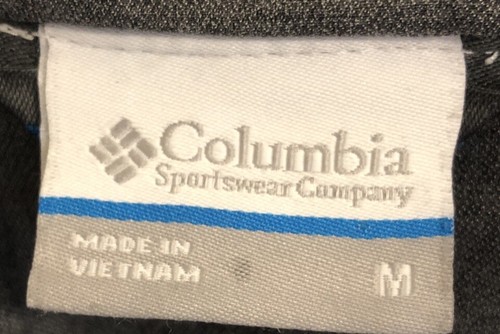 Columbia
Sportswear Company
MADE IN
VIETNAM
M